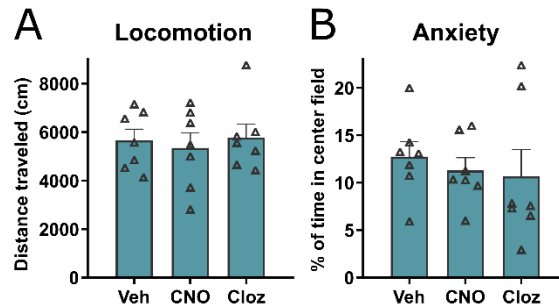 A Locomotion
Distance traveled (cm)
8000
6000
4000
2000
0
Veh CNO Cloz
B Anxiety
% of time in center field
20
15
10
5
0
Veh CNO Cloz